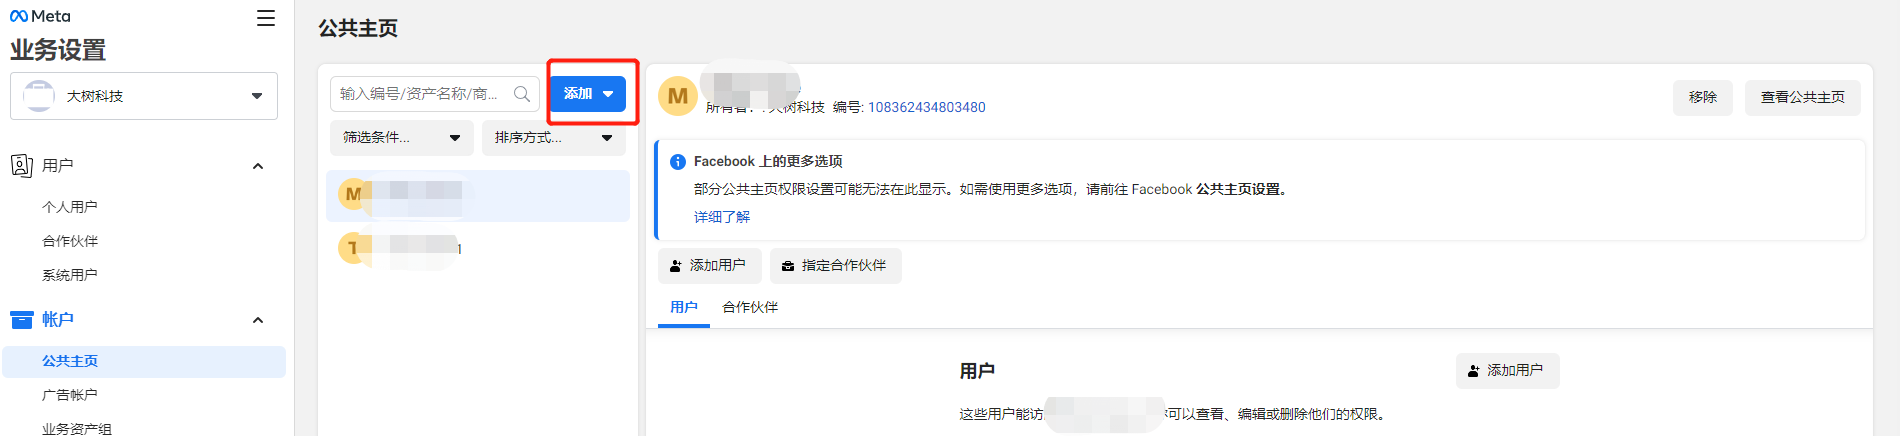 Meta
业务设置
大树科技
用户
个人用户
合作伙伴
系统用户
帐户
公共主页
广告帐户
业务资产组
公共主页
输入编号/资产名称/商...
添加
筛选条件...
排序方式...
M
T
1
M
所有者：: 大树科技 编号: 108362434803480
移除
查看公共主页
Facebook 上的更多选项
部分公共主页权限设置可能无法在此显示。如需使用更多选项，请前往 Facebook 公共主页设置。
详细了解
添加用户
指定合作伙伴
用户
合作伙伴
用户
添加用户
这些用户能访
可以查看、编辑或删除他们的权限。